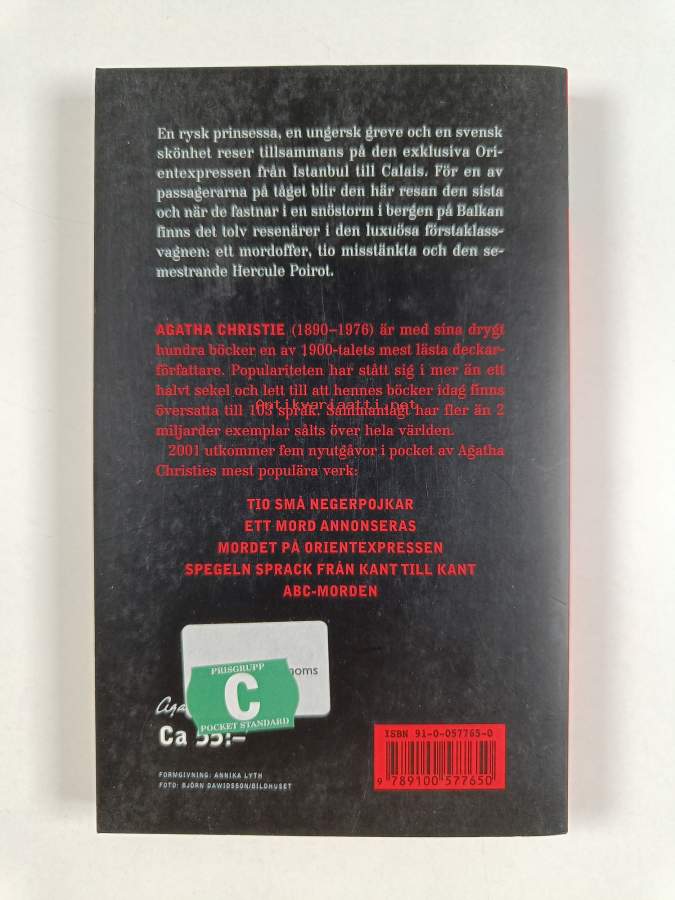 En rysk prinsessa, en ungersk greve och en svensk
skönhet reser tillsammans på den exklusiva Ori-
entexpressen från Istanbul till Calais. För en av
passagerarna på tåget blir den här resan den sista
och när de fastnar i en snöstorm i bergen på Balkan
finns det tolv resenärer i den luxuösa förstaklass-
vagnen: ett mordoffer, tio misstänkta och den se-
mestrande Hercule Poirot.
AGATHA CHRISTIE (1890–1976) är med sina drygt
hundra böcker en av 1900-talets mest lästa deckar-
författare. Populariteten har stått sig i mer än ett
halvt sekel och lett till att hennes böcker idag finns
översatta till 103 språk. Sammanlagt har fler än 2
miljarder exemplar sålts över hela världen.
2001 utkommer fem nyutgåvor i pocket av Agatha
Christies mest populära verk:
TIO SMÅ NEGERPOJKAR
ETT MORD ANNONSERAS
MORDET PÅ ORIENTEXPRESSEN
SPEGELN SPRACK FRÅN KANT TILL KANT
ABC-MORDEN
Antikvariaatti.net
moms
PRISGRUPP
C
POCKET STANDARD
Ca 55:–
FORMGIVNING: ANNIKA LYTH
FOTO: BJÖRN DAWIDSSON/BILDHUSET
ISBN 91-0-057765-0
9 789100 577650